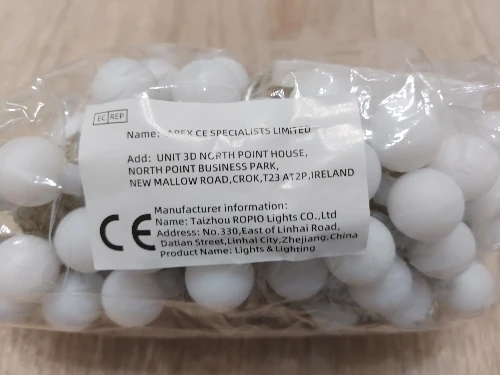 EC REP
Name: APEX CE SPECIALISTS LIMITED
Add: UNIT 3D NORTH POINT HOUSE,
NORTH POINT BUSINESS PARK,
NEW MALLOW ROAD,CROK,T23 AT2P,IRELAND
CE
Manufacturer information:
Name: Taizhou ROPIO Lights CO.,Ltd
Address: No.330,East of Linhai Road,
Datian Street,Linhai City,Zhejiang,China
Product Name: Lights & Lighting